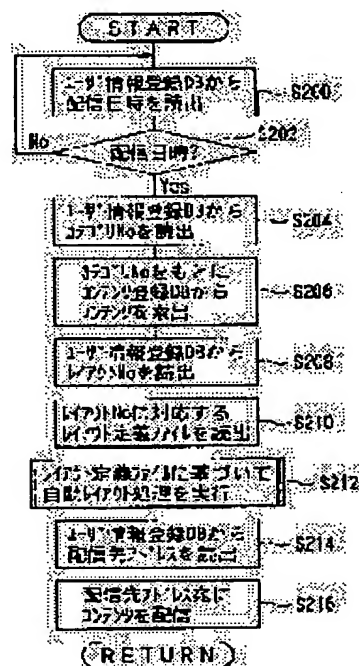 START
ユーザ情報登録DBから
配信日時を読出
S200
S202
配信日時?
No
Yes
ユーザ情報登録DBから
カテゴリNoを読出
S204
カテゴリNoをもとに
コンテンツ登録DBから
コンテンツを索出
S206
ユーザ情報登録DBから
レイアウトNoを読出
S208
レイアウトNoに対応する
レイアウト定義ファイルを読出
S210
レイアウト定義ファイルに基づいて
自動レイアウト処理を実行
S212
ユーザ情報登録DBから
配信先アドレスを読出
S214
配信先アドレス宛に
コンテンツを配信
S216
RETURN